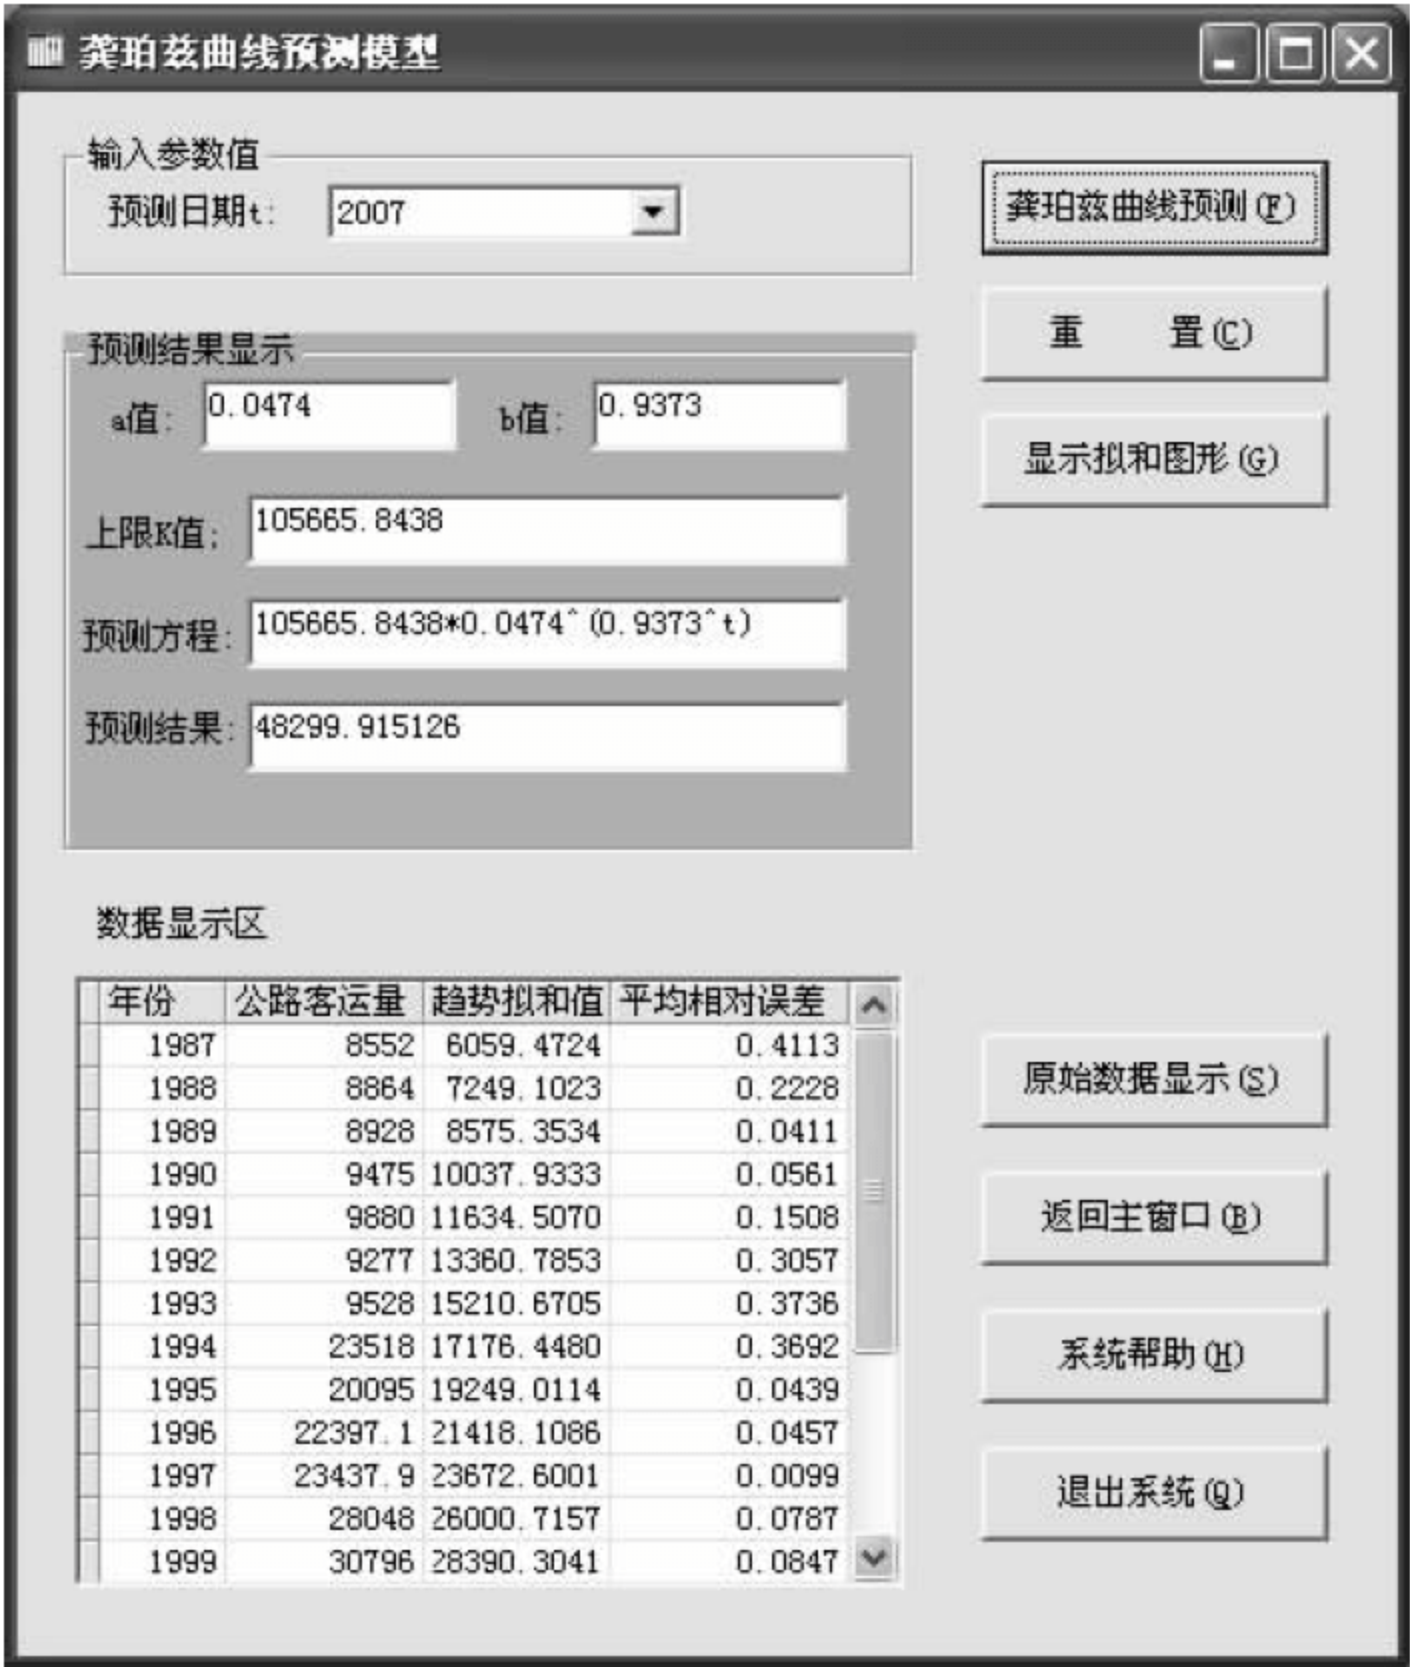 龚珀兹曲线预测模型
输入参数值
预测日期t: 2007
龚珀兹曲线预测(F)
重 置(C)
显示拟和图形(G)
预测结果显示
a值: 0.0474 b值: 0.9373
上限K值: 105665.8438
预测方程: 105665.8438*0.0474^(0.9373^t)
预测结果: 48299.915126
数据显示区
年份 公路客运量 趋势拟和值 平均相对误差
1987 8552 6059.4724 0.4113
1988 8864 7249.1023 0.2228
1989 8928 8575.3534 0.0411
1990 9475 10037.9333 0.0561
1991 9880 11634.5070 0.1508
1992 9277 13360.7853 0.3057
1993 9528 15210.6705 0.3736
1994 23518 17176.4480 0.3692
1995 20095 19249.0114 0.0439
1996 22397.1 21418.1086 0.0457
1997 23437.9 23672.6001 0.0099
1998 28048 26000.7157 0.0787
1999 30796 28390.3041 0.0847
原始数据显示(S)
返回主窗口(B)
系统帮助(H)
退出系统(Q)